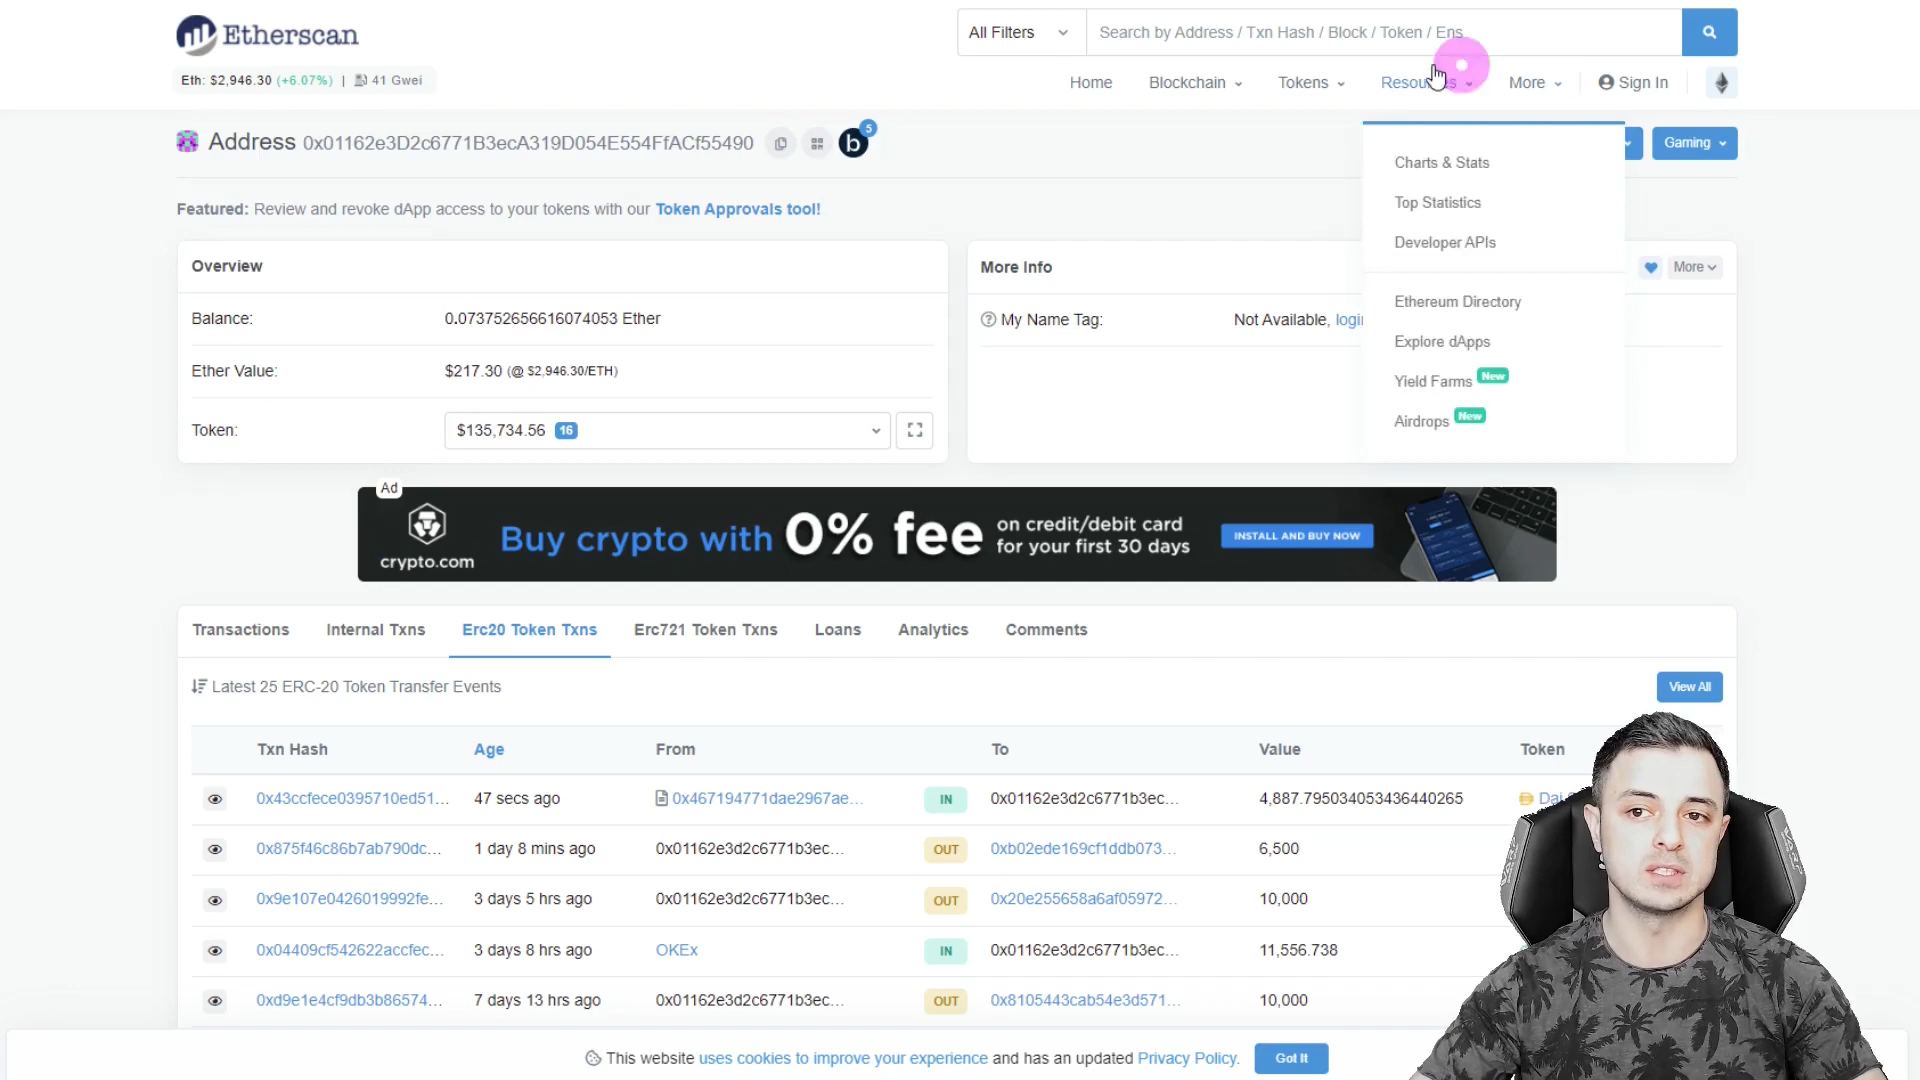 Etherscan
All Filters
Search by Address / Txn Hash / Block / Token / Ens
Eth: $2,946.30 (+6.07%) | 41 Gwei
Home
Blockchain
Tokens
More
Sign In
Address 0x01162e3D2c6771B3ecA319D054E554FfACf55490
b
5
Gaming
Charts & Stats
Top Statistics
Developer APIs
Ethereum Directory
Explore dApps
Yield Farms New
Airdrops New
Featured: Review and revoke dApp access to your tokens with our Token Approvals tool!
Overview
Balance: 0.073752656616074053 Ether
Ether Value: $217.30 (@ $2,946.30/ETH)
Token: $135,734.56 16
More Info
More
My Name Tag: Not Available,
Ad
crypto.com
Buy crypto with 0% fee
on credit/debit card
for your first 30 days
INSTALL AND BUY NOW
Transactions Internal Txns Erc20 Token Txns Erc721 Token Txns Loans Analytics Comments
Latest 25 ERC-20 Token Transfer Events
View All
Txn Hash Age From To Value Token
0x43ccfece0395710ed51... 47 secs ago 0x467194771dae2967ae... IN 0x01162e3d2c6771b3ec... 4,887.795034053436440265 Dai
0x875f46c86b7ab790dc... 1 day 8 mins ago 0x01162e3d2c6771b3ec... OUT 0xb02ede169cf1ddb073... 6,500
0x9e107e0426019992fe... 3 days 5 hrs ago 0x01162e3d2c6771b3ec... OUT 0x20e255658a6af05972... 10,000
0x04409cf542622accfec... 3 days 8 hrs ago OKEx IN 0x01162e3d2c6771b3ec... 11,556.738
0xd9e1e4cf9db3b86574... 7 days 13 hrs ago 0x01162e3d2c6771b3ec... OUT 0x8105443cab54e3d571... 10,000
This website uses cookies to improve your experience and has an updated Privacy Policy.
Got It